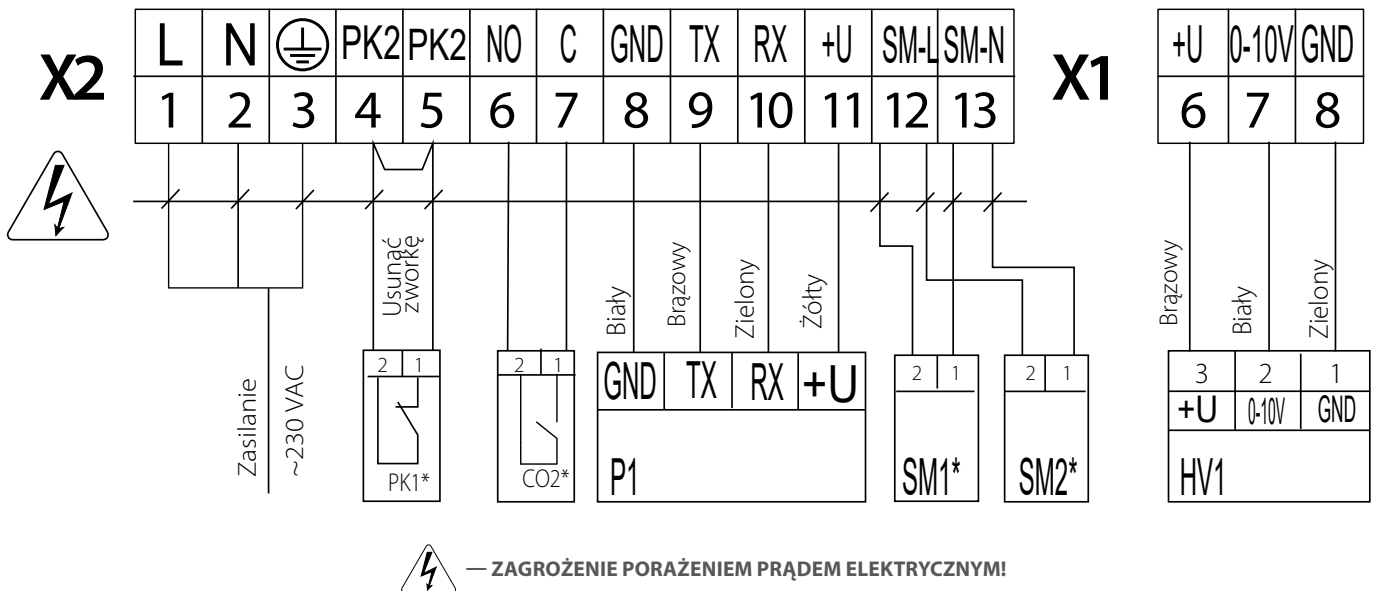 X2 L N PK2 PK2 NO C GND TX RX +U SM-L SM-N X1 +U 0-10V GND
1 2 3 4 5 6 7 8 9 10 11 12 13 6 7 8
Usunąć
zworkę
Biały
Brązowy
Zielony
Żółty
Brązowy
Biały
Zielony
Zasilanie
~230 VAC
2 1
PK1*
2 1
CO2*
GND TX RX +U
P1
2 1
SM1*
2 1
SM2*
3 2 1
+U 0-10V GND
HV1
— ZAGROŻENIE PORAŻENIEM PRĄDEM ELEKTRYCZNYM!